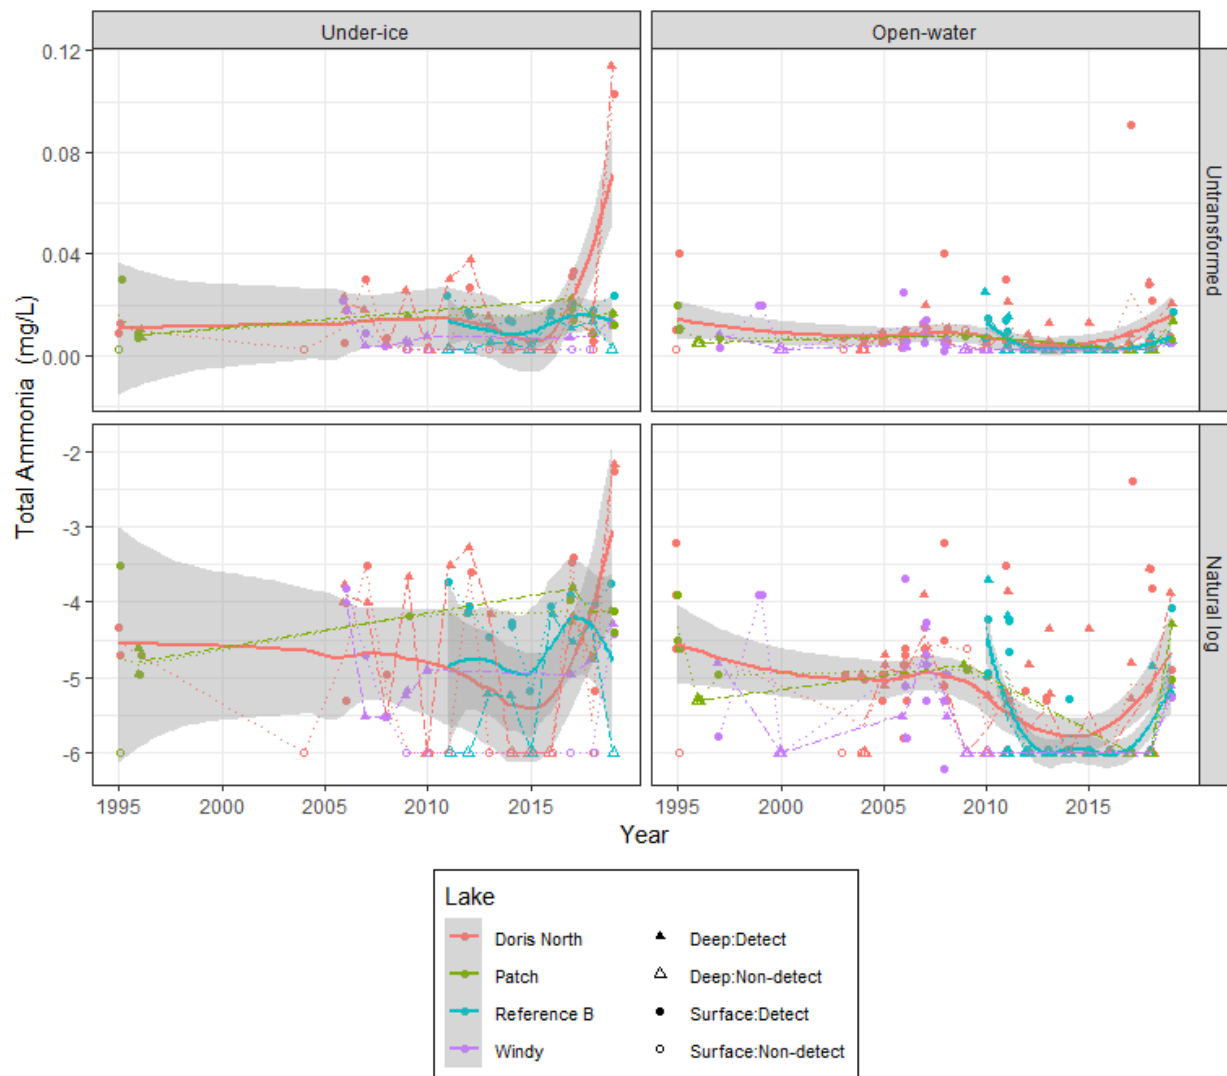 Under-ice Open-water
0.12
0.08
0.04
0.00
Untransformed
Total Ammonia (mg/L)
-2
-3
-4
-5
-6
Natural log
1995 2000 2005 2010 2015 1995 2000 2005 2010 2015
Year
Lake
Doris North Deep:Detect
Patch Deep:Non-detect
Reference B Surface:Detect
Windy Surface:Non-detect